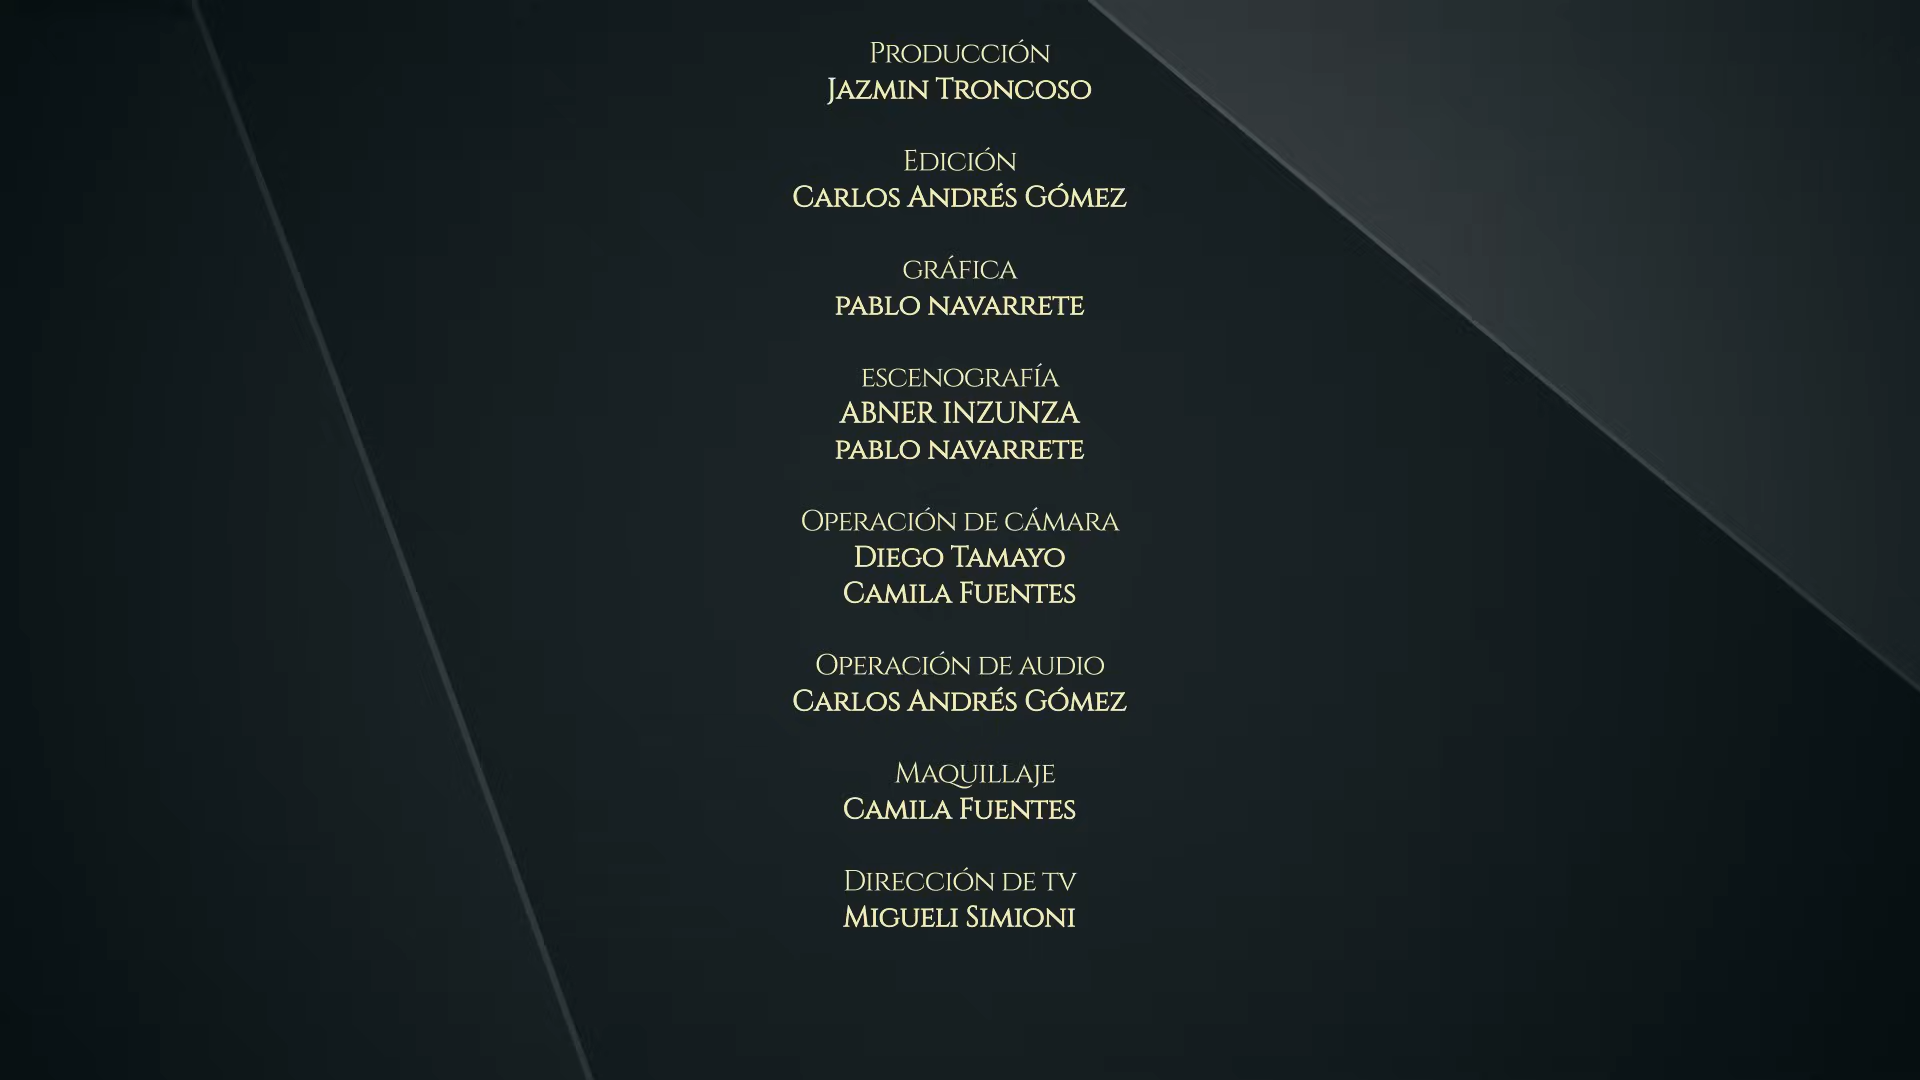 Producción
Jazmin Troncoso
Edición
Carlos Andrés Gómez
gráfica
pablo navarrete
escenografía
ABNER INZUNZA
pablo navarrete
Operación de cámara
Diego Tamayo
Camila Fuentes
Operación de audio
Carlos Andrés Gómez
Maquillaje
Camila Fuentes
Dirección de tv
Migueli Simioni